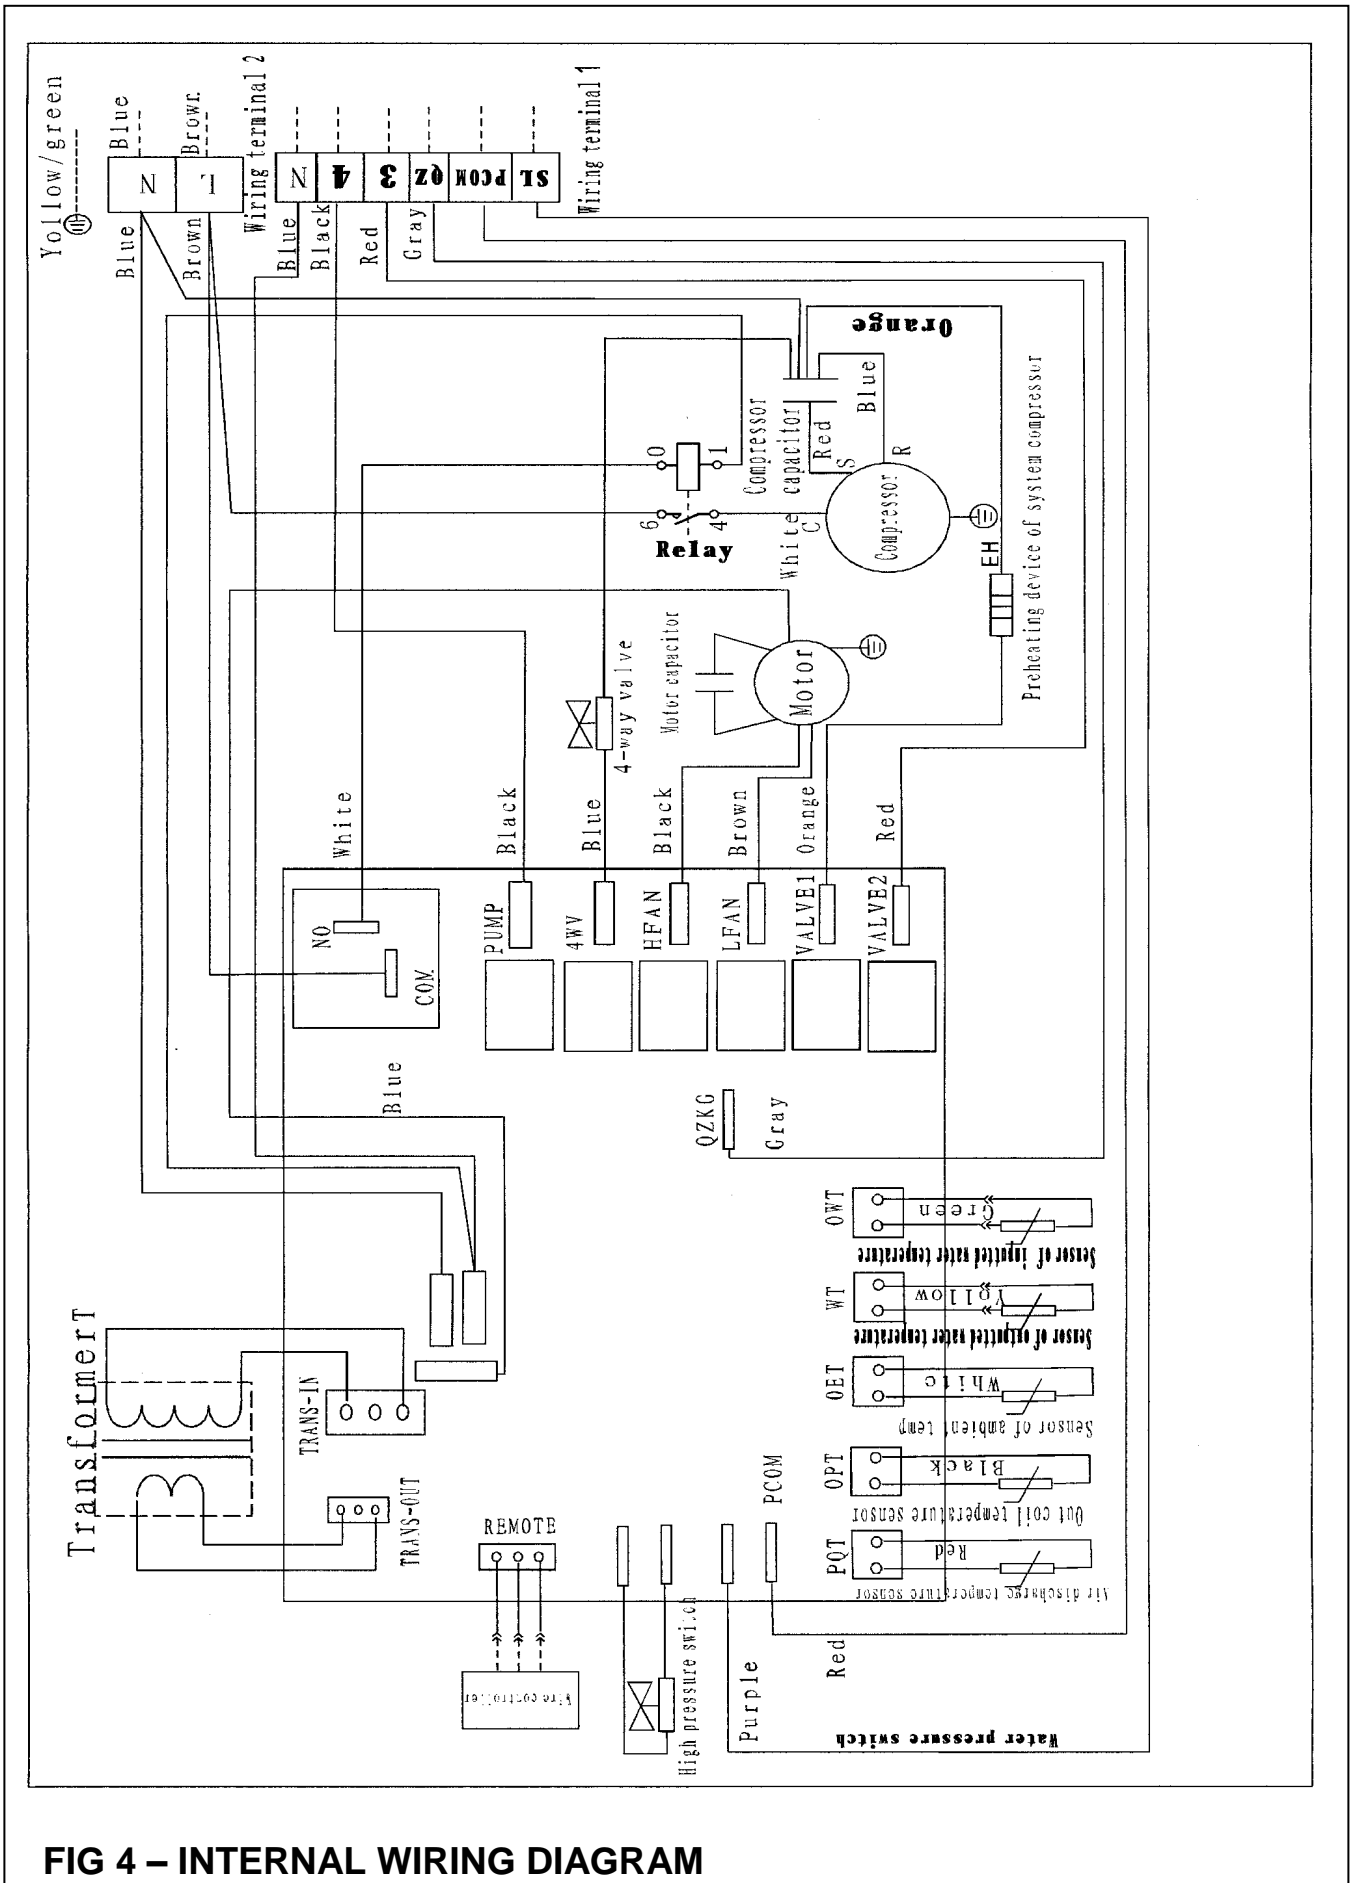 Yollow/green
Blue
Browr.
Wiring terminal 2
Wiring terminal 1
N
L
N
4
3
QZ
PCOM
SL
Blue
Brown
Blue
Black
Red
Gray
Orange
Blue
Red
S
R
C
Compressor
capacitor
Compressor
White
0
1
6
4
Relay
EH
Preheating device of system compressor
Motor capacitor
Motor
4-way valve
White
Black
Blue
Black
Brown
Orange
Red
NO
COM.
PUMP
4WV
HFAN
LFAN
VALVE1
VALVE2
Blue
QZKG
Gray
TransformerT
TRANS-IN
TRANS-OUT
REMOTE
Wire controller
High pressure switch
Purple
PCOM
Red
Water pressure switch
OWT
Green
Sensor of inputted water temperature
WT
Yollow
Sensor of outputted water temperature
OET
White
Sensor of ambient temp
OPT
Black
Out coil temperature sensor
PQT
Red
Air discharge temperature sensor
FIG 4 – INTERNAL WIRING DIAGRAM